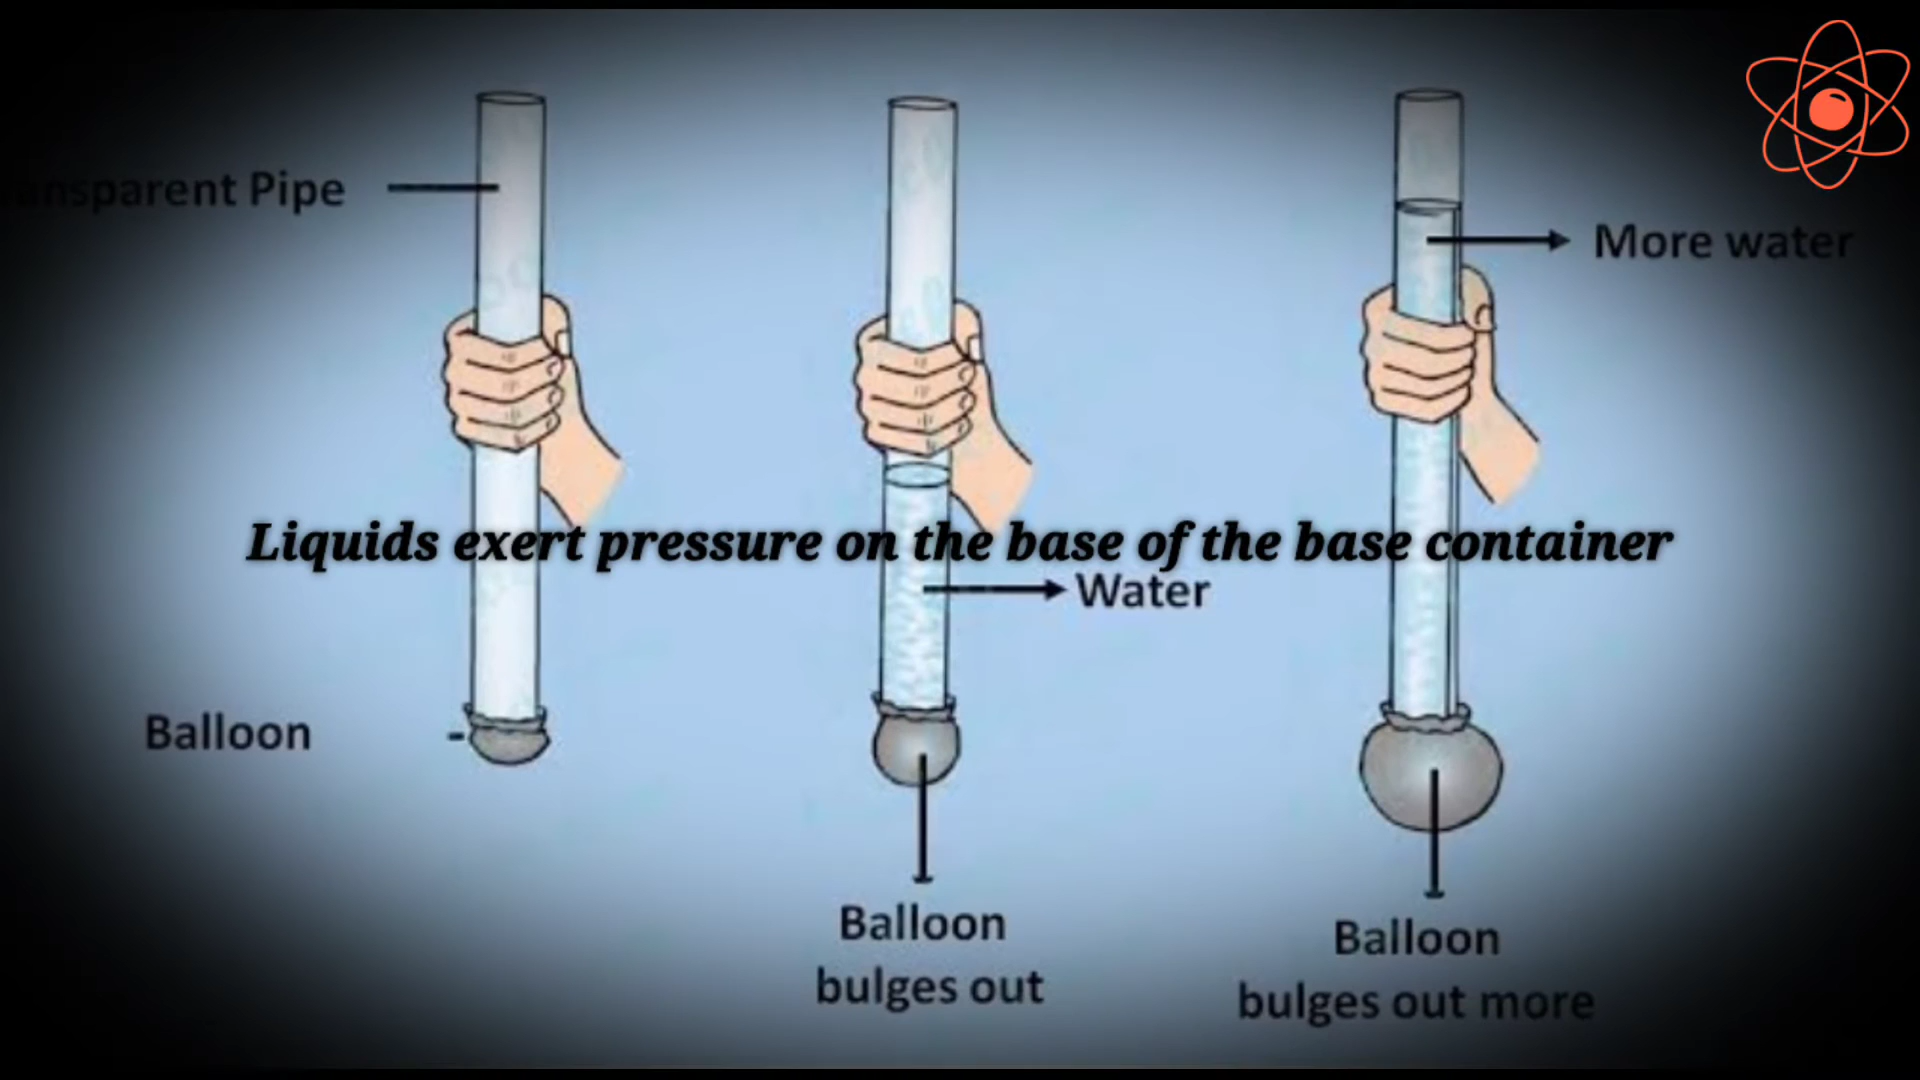 ansparent Pipe
More water
Liquids exert pressure on the base of the base container
Water
Balloon
Balloon
bulges out
Balloon
bulges out more